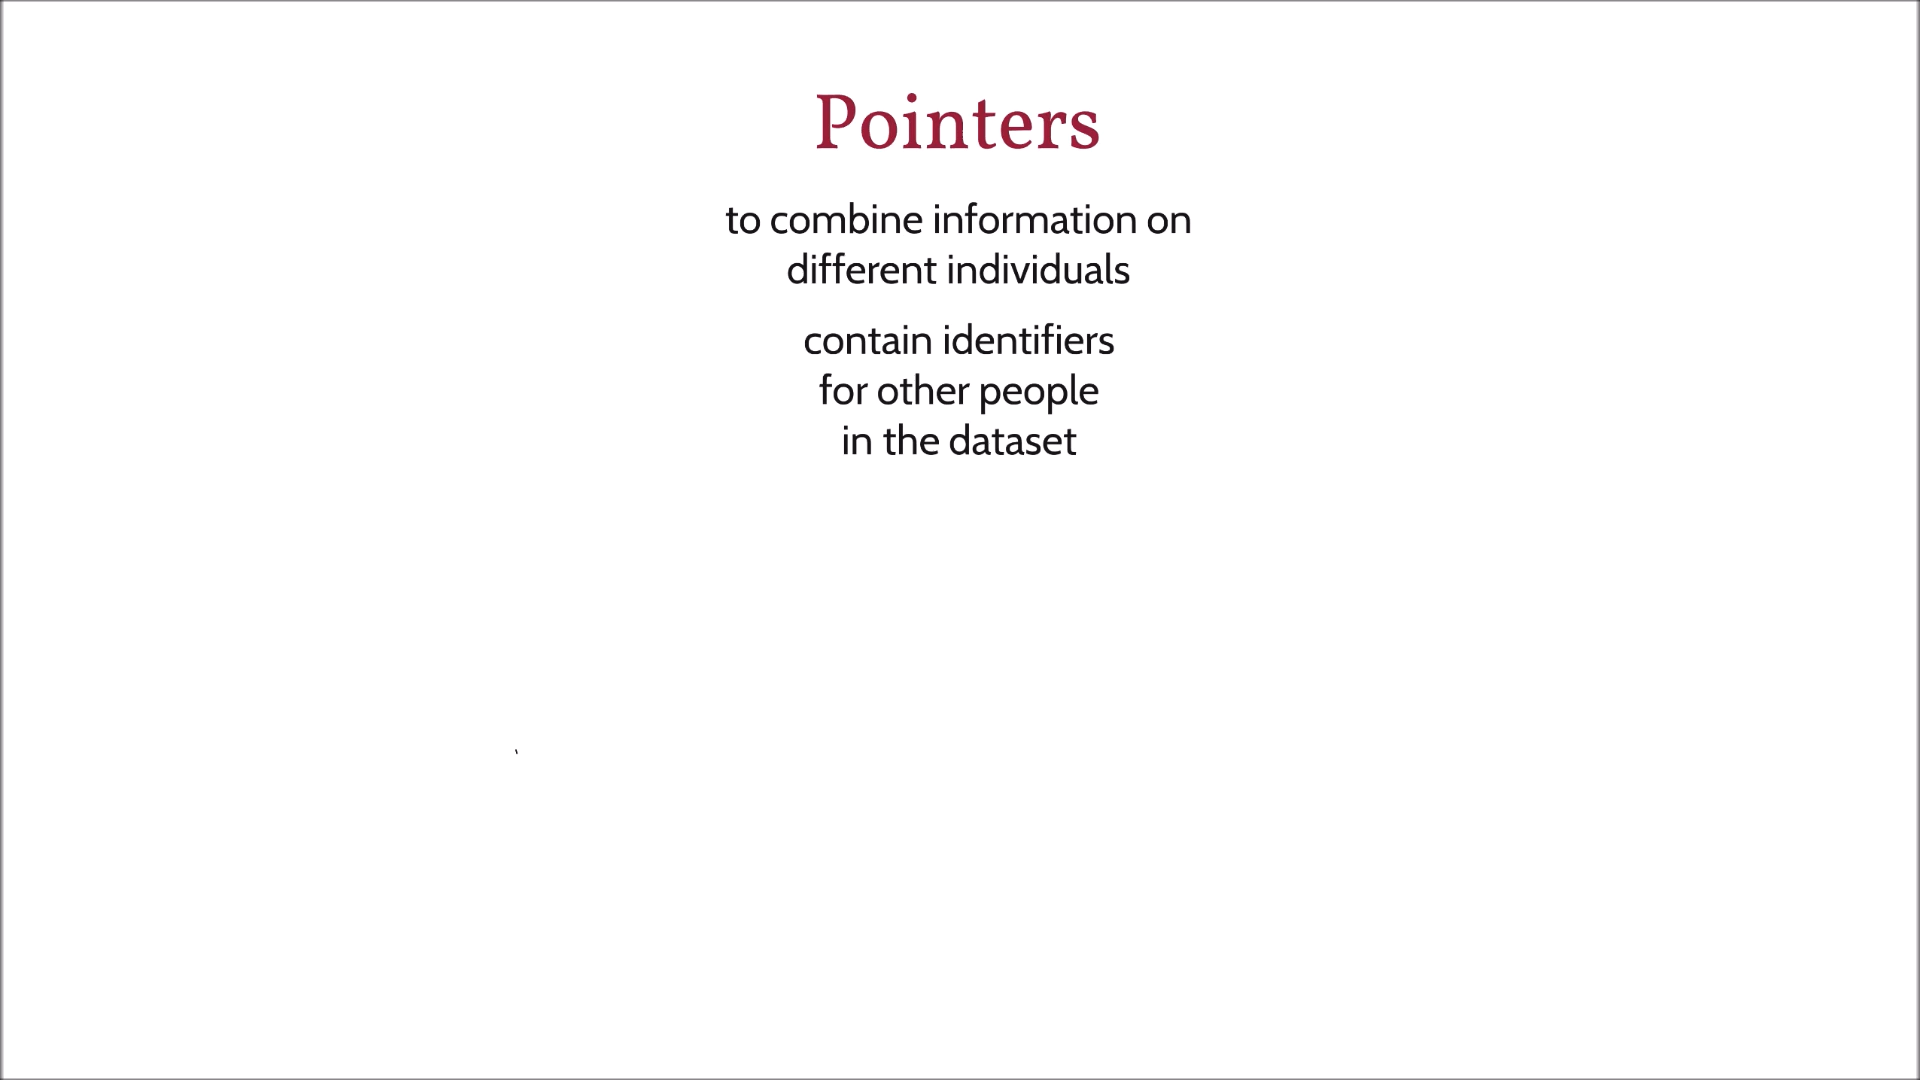 Pointers
to combine information on
different individuals
contain identifiers
for other people
in the dataset